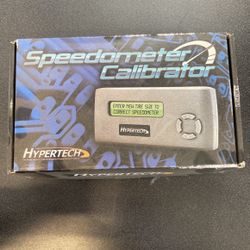 Speedometer
Calibrator
ENTER NEW TIRE SIZE TO
CORRECT SPEEDOMETER
HYPERTECH
HYPERTECH